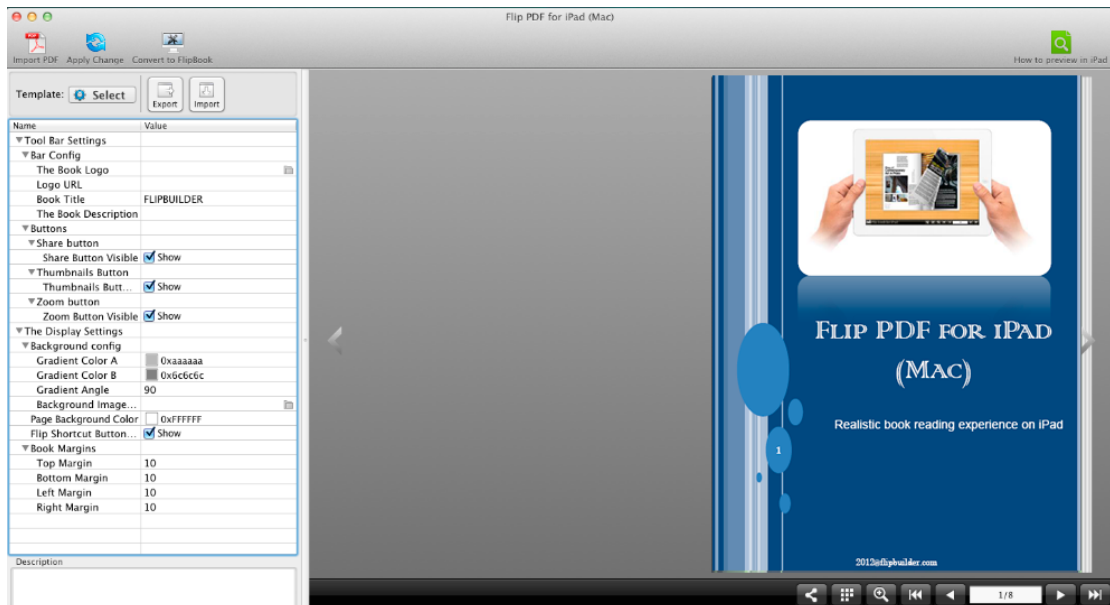 Flip PDF for iPad (Mac)
Import PDF Apply Change Convert to FlipBook
How to preview in iPad
Template: Select Export Import
Name Value
Tool Bar Settings
Bar Config
The Book Logo
Logo URL
Book Title FLIPBUILDER
The Book Description
Buttons
Share button
Share Button Visible Show
Thumbnails Button
Thumbnails Butt... Show
Zoom button
Zoom Button Visible Show
The Display Settings
Background config
Gradient Color A 0xaaaaaa
Gradient Color B 0x6c6c6c
Gradient Angle 90
Background Image...
Page Background Color 0xFFFFFF
Flip Shortcut Button... Show
Book Margins
Top Margin 10
Bottom Margin 10
Left Margin 10
Right Margin 10
Description
Flip PDF for iPad
(Mac)
Realistic book reading experience on iPad
1
2012@flipbuilder.com
1/8